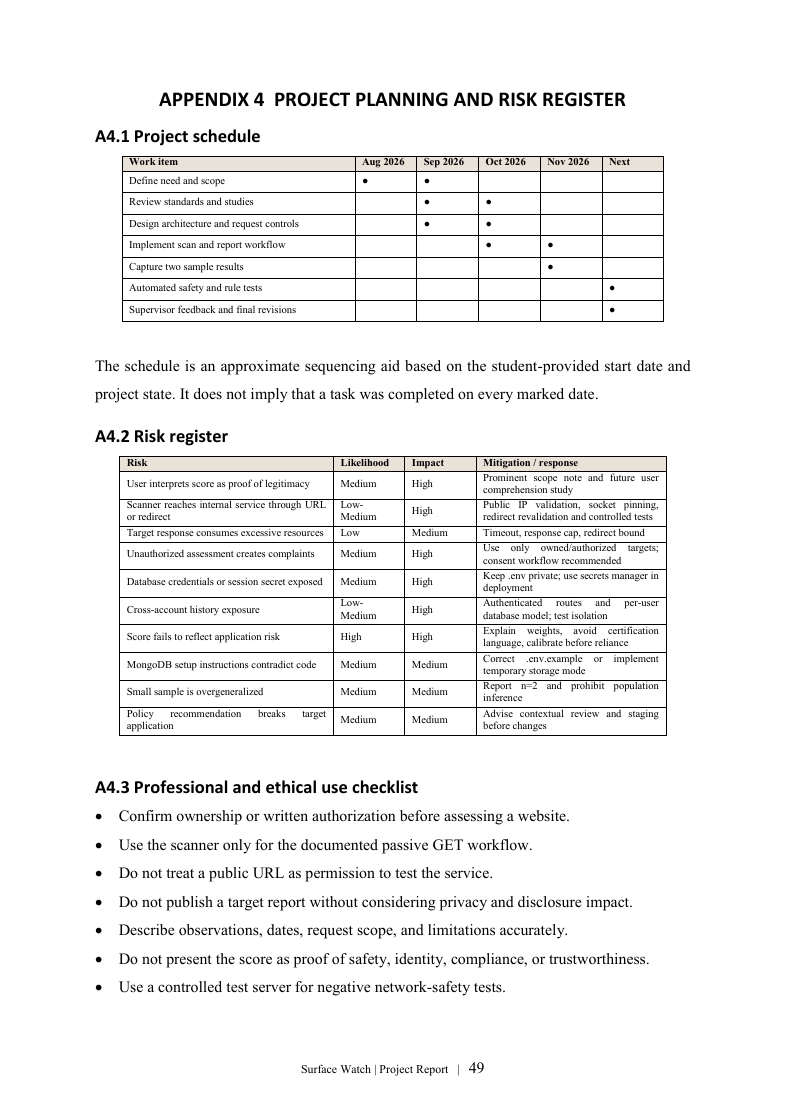 APPENDIX 4 PROJECT PLANNING AND RISK REGISTER
A4.1 Project schedule
Work item Aug 2026 Sep 2026 Oct 2026 Nov 2026 Next
Define need and scope ● ●
Review standards and studies ● ●
Design architecture and request controls ● ●
Implement scan and report workflow ● ●
Capture two sample results ●
Automated safety and rule tests ●
Supervisor feedback and final revisions ●
The schedule is an approximate sequencing aid based on the student-provided start date and
project state. It does not imply that a task was completed on every marked date.
A4.2 Risk register
Risk Likelihood Impact Mitigation / response
User interprets score as proof of legitimacy Medium High Prominent scope note and future user
comprehension study
Scanner reaches internal service through URL
or redirect
Low-
Medium
High
Public IP validation, socket pinning,
redirect revalidation and controlled tests
Target response consumes excessive resources Low Medium Timeout, response cap, redirect bound
Unauthorized assessment creates complaints Medium High Use only owned/authorized targets;
consent workflow recommended
Database credentials or session secret exposed Medium High Keep .env private; use secrets manager in
deployment
Cross-account history exposure
Low-
Medium
High
Authenticated routes and per-user
database model; test isolation
Score fails to reflect application risk High High Explain weights, avoid certification
language, calibrate before reliance
MongoDB setup instructions contradict code Medium Medium Correct .env.example or implement
temporary storage mode
Small sample is overgeneralized Medium Medium Report n=2 and prohibit population
inference
Policy recommendation breaks target
application
Medium Medium
Advise contextual review and staging
before changes
A4.3 Professional and ethical use checklist
• Confirm ownership or written authorization before assessing a website.
• Use the scanner only for the documented passive GET workflow.
• Do not treat a public URL as permission to test the service.
• Do not publish a target report without considering privacy and disclosure impact.
• Describe observations, dates, request scope, and limitations accurately.
• Do not present the score as proof of safety, identity, compliance, or trustworthiness.
• Use a controlled test server for negative network-safety tests.
Surface Watch | Project Report | 49